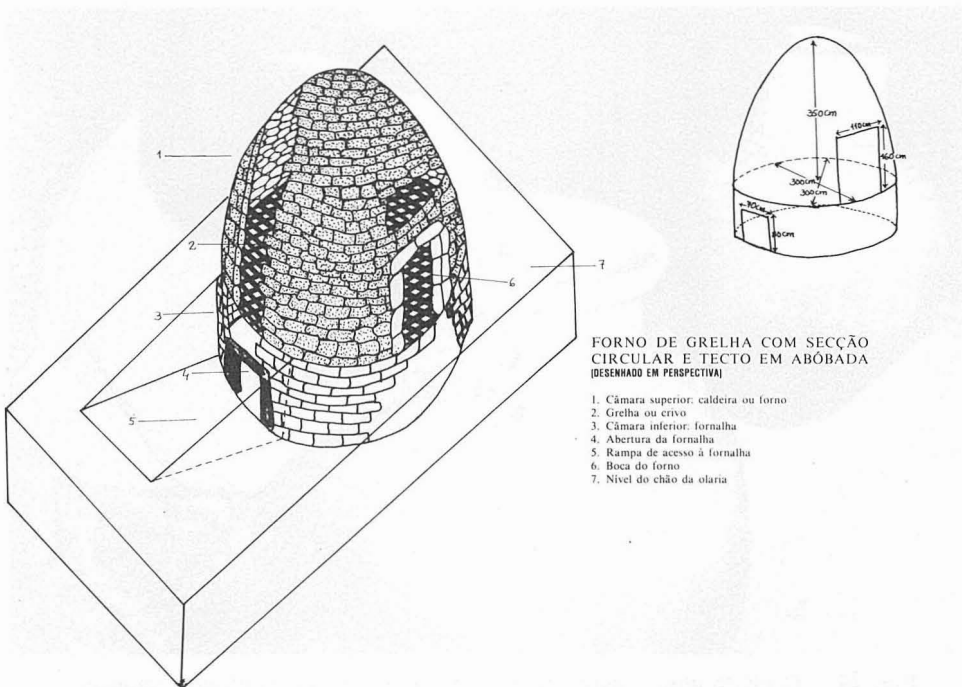 1
2
3
4
5
6
7
350cm
110cm
160cm
300cm
300cm
70cm
80cm
FORNO DE GRELHA COM SECÇÃO
CIRCULAR E TECTO EM ABÓBADA
[DESENHADO EM PERSPECTIVA]
1. Câmara superior: caldeira ou forno
2. Grelha ou crivo
3. Câmara inferior: fornalha
4. Abertura da fornalha
5. Rampa de acesso à fornalha
6. Boca do forno
7. Nível do chão da olaria